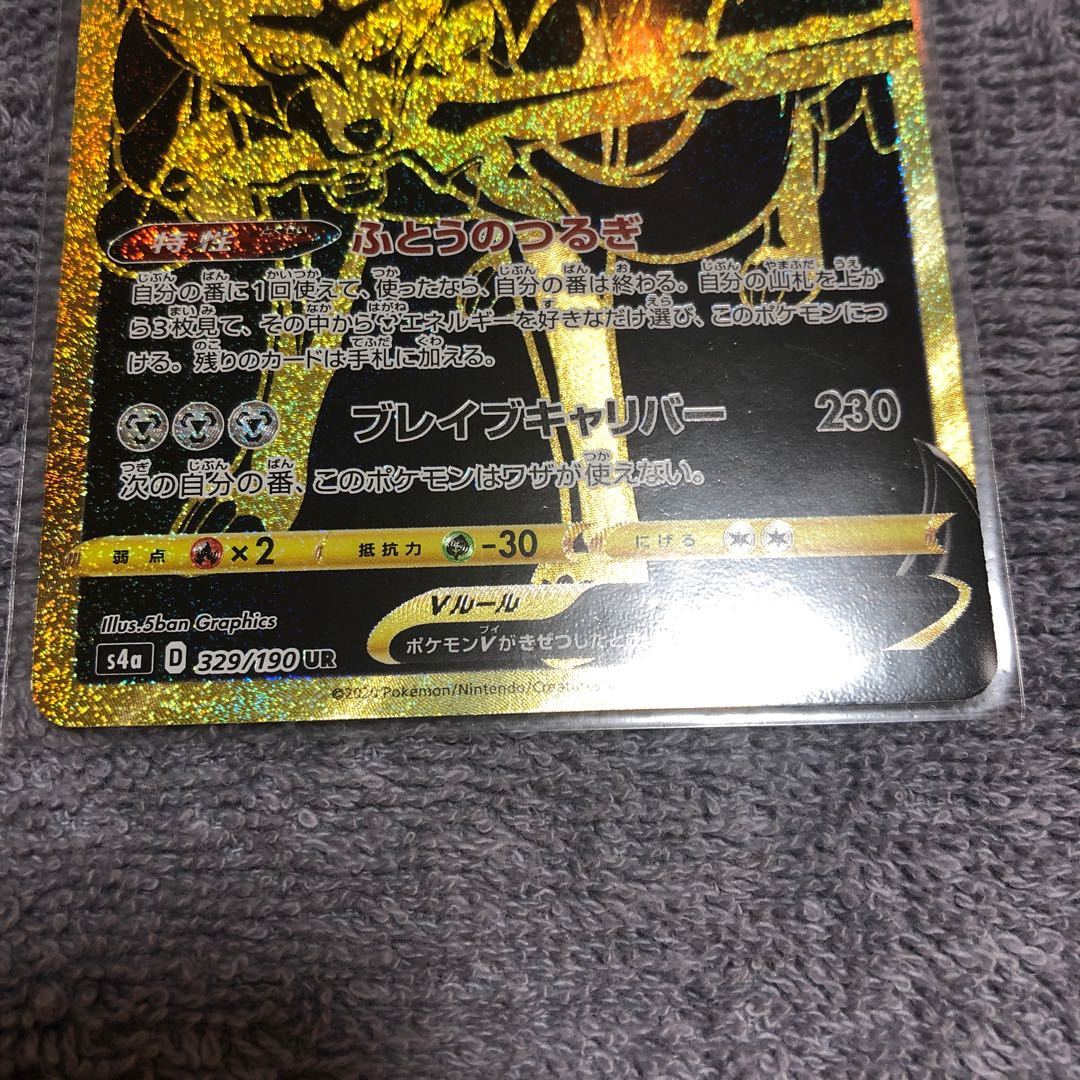 特性 ふとうのつるぎ
自分の番に1回使えて、使ったなら、自分の番は終わる。自分の山札を上か
ら3枚見て、その中からエネルギーを好きなだけ選び、このポケモンにつ
ける。残りのカードは手札に加える。
ブレイブキャリバー 230
次の自分の番、このポケモンはワザが使えない。
弱点 ×2 抵抗力 -30 にげる
Vルール
ポケモンVがきぜつしたと
Illus.5ban Graphics
s4a D 329/190 UR
©2020 Pokémon/Nintendo/Creatures